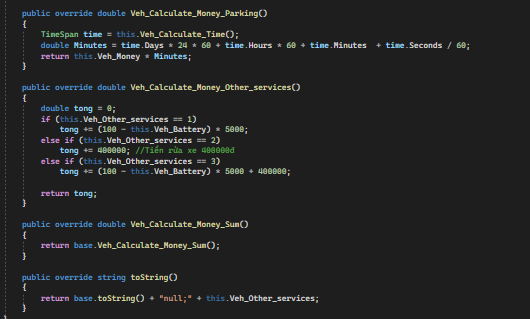 public override double Veh_Calculate_Money_Parking()
{
TimeSpan time = this.Veh_Calculate_Time();
double Minutes = time.Days * 24 * 60 + time.Hours * 60 + time.Minutes  + time.Seconds / 60;
return this.Veh_Money * Minutes;
}
public override double Veh_Calculate_Money_Other_services()
{
double tong = 0;
if (this.Veh_Other_services == 1)
tong += (100 - this.Veh_Battery) * 5000;
else if (this.Veh_Other_services == 2)
tong += 400000; //Tiền rửa xe 400000đ
else if (this.Veh_Other_services == 3)
tong += (100 - this.Veh_Battery) * 5000 + 400000;
return tong;
}
public override double Veh_Calculate_Money_Sum()
{
return base.Veh_Calculate_Money_Sum();
}
public override string toString()
{
return base.toString() + "null;" + this.Veh_Other_services;
}
}